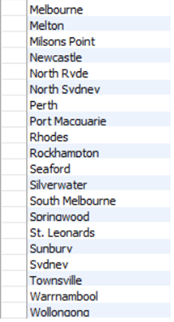 Melbourne
Melton
Milsons Point
Newcastle
North Ryde
North Sydney
Perth
Port Macquarie
Rhodes
Rockhampton
Seaford
Silverwater
South Melbourne
Springwood
St. Leonards
Sunbury
Sydney
Townsville
Warrnambool
Wollongong